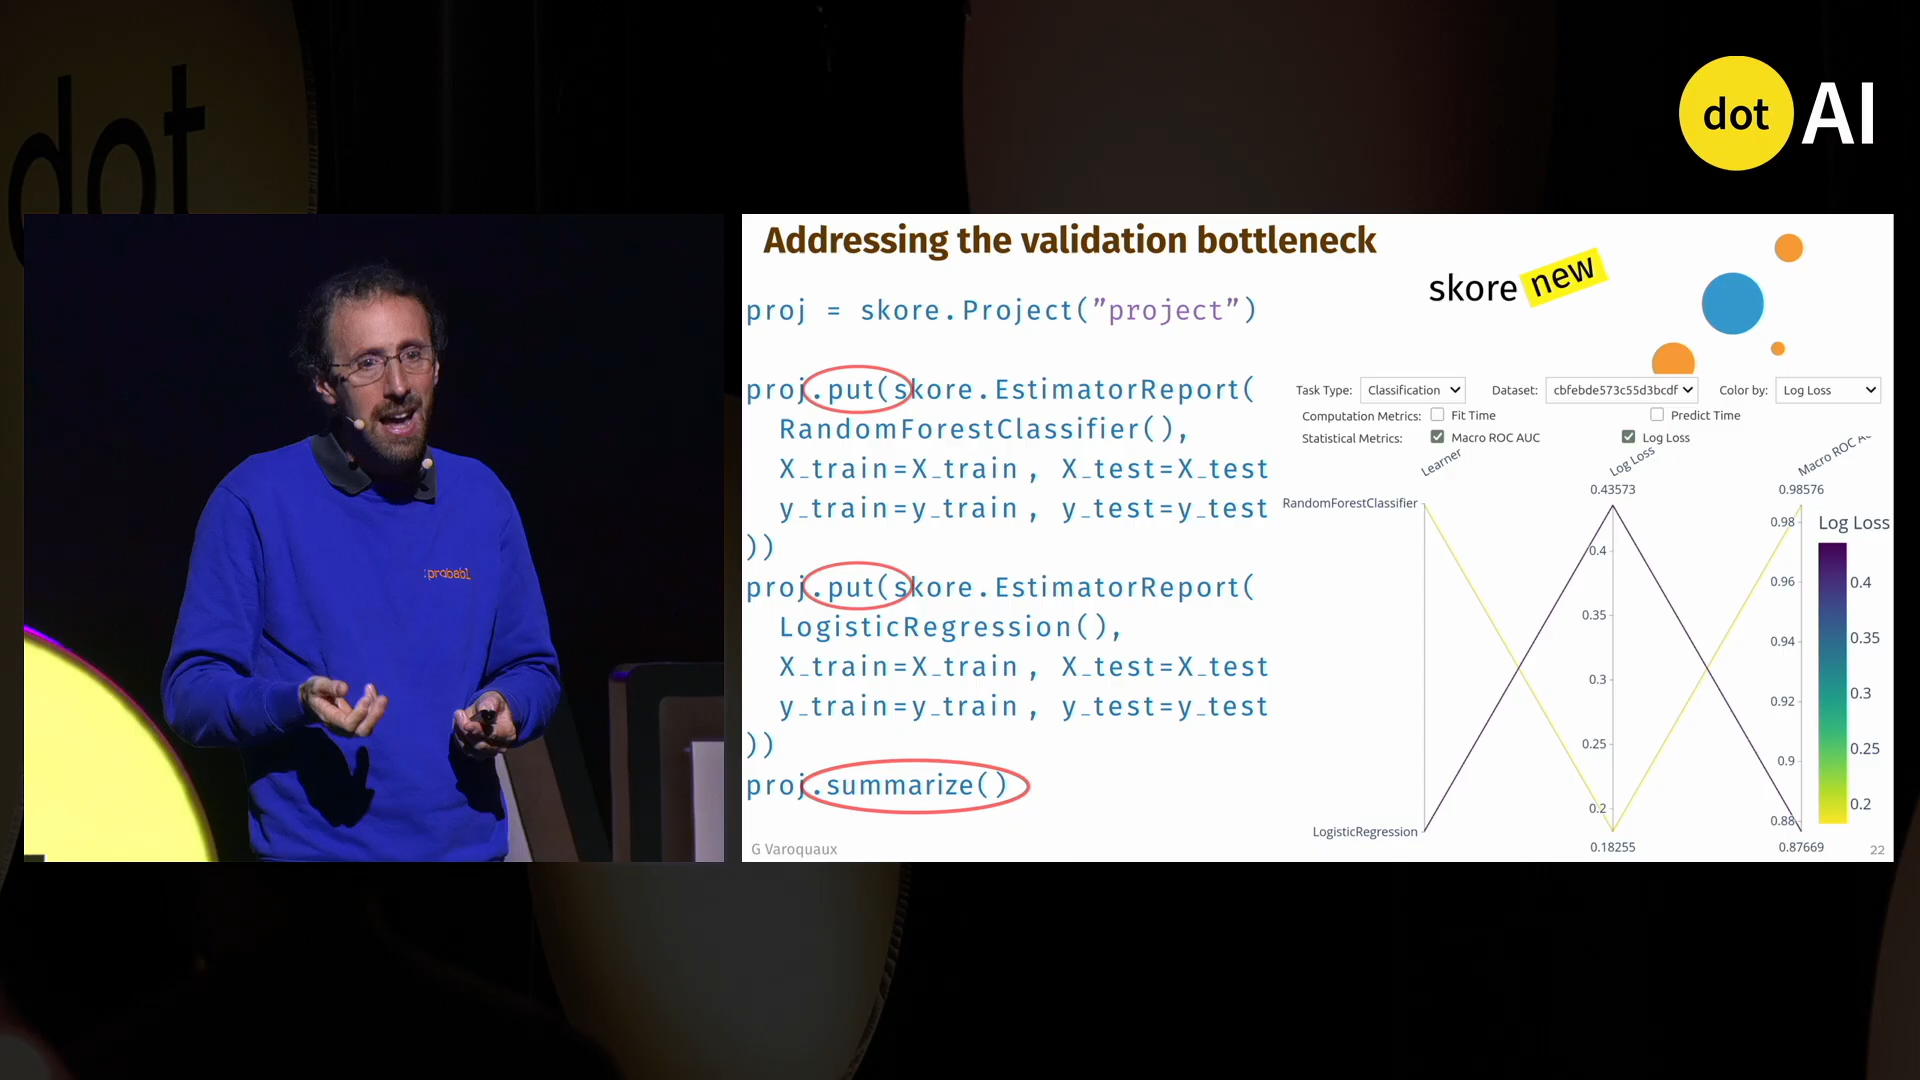 dot
dot AI
:probabl
Addressing the validation bottleneck
skore new
proj = skore.Project("project")
proj.put(skore.EstimatorReport(
RandomForestClassifier(),
X_train=X_train, X_test=X_test
y_train=y_train, y_test=y_test
))
proj.put(skore.EstimatorReport(
LogisticRegression(),
X_train=X_train, X_test=X_test
y_train=y_train, y_test=y_test
))
proj.summarize()
G Varoquaux
Task Type: Classification Dataset: cbfebde573c55d3bcdf Color by: Log Loss
Computation Metrics: Fit Time Predict Time
Statistical Metrics: Macro ROC AUC Log Loss
Learner Log Loss Macro ROC
0.43573 0.98576
RandomForestClassifier
0.98 Log Loss
0.4
0.96 0.4
0.35
0.94 0.35
0.3
0.92 0.3
0.25
0.9 0.25
0.2
0.88 0.2
LogisticRegression
0.18255 0.87669
22